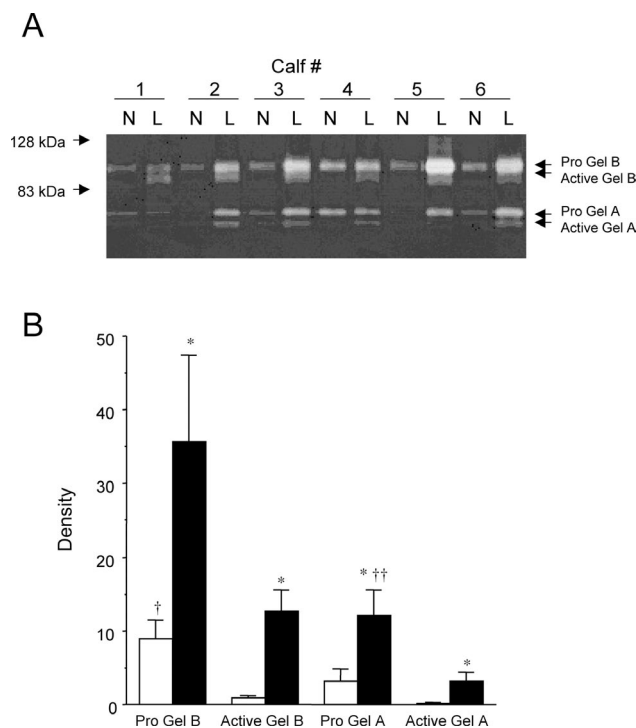 A
Calf #
1 2 3 4 5 6
N L N L N L N L N L N L
128 kDa
Pro Gel B
Active Gel B
83 kDa
Pro Gel A
Active Gel A
B
50
40
30
20
10
0
Density
†
*
*
* ††
*
Pro Gel B Active Gel B Pro Gel A Active Gel A